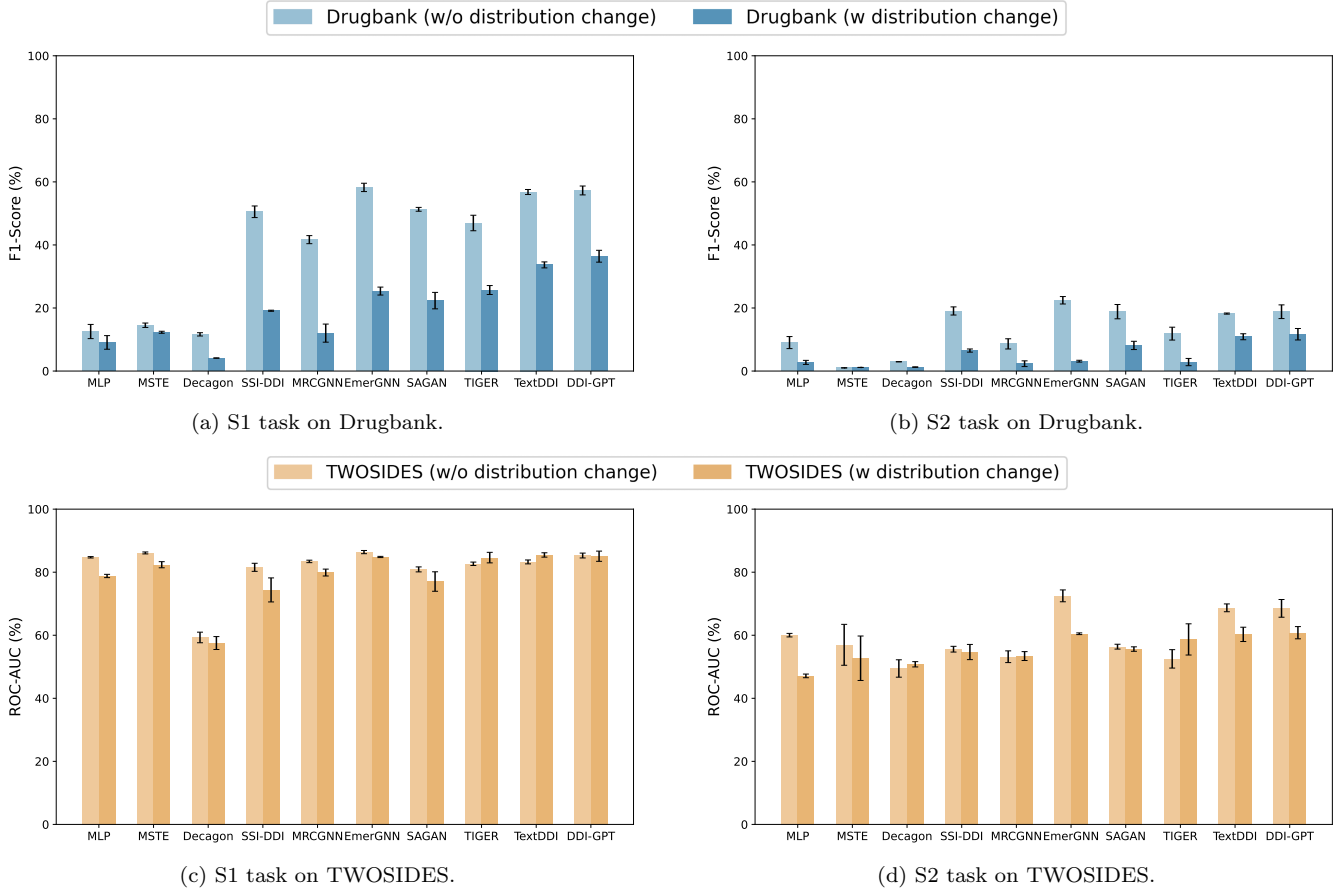 Drugbank (w/o distribution change) Drugbank (w distribution change)
100
80
60
40
20
0
F1-Score (%)
MLP MSTE Decagon SSI-DDI MRCGNN EmerGNN SAGAN TIGER TextDDI DDI-GPT
(a) S1 task on Drugbank.
100
80
60
40
20
0
F1-Score (%)
MLP MSTE Decagon SSI-DDI MRCGNN EmerGNN SAGAN TIGER TextDDI DDI-GPT
(b) S2 task on Drugbank.
TWOSIDES (w/o distribution change) TWOSIDES (w distribution change)
100
80
60
40
20
0
ROC-AUC (%)
MLP MSTE Decagon SSI-DDI MRCGNN EmerGNN SAGAN TIGER TextDDI DDI-GPT
(c) S1 task on TWOSIDES.
100
80
60
40
20
0
ROC-AUC (%)
MLP MSTE Decagon SSI-DDI MRCGNN EmerGNN SAGAN TIGER TextDDI DDI-GPT
(d) S2 task on TWOSIDES.